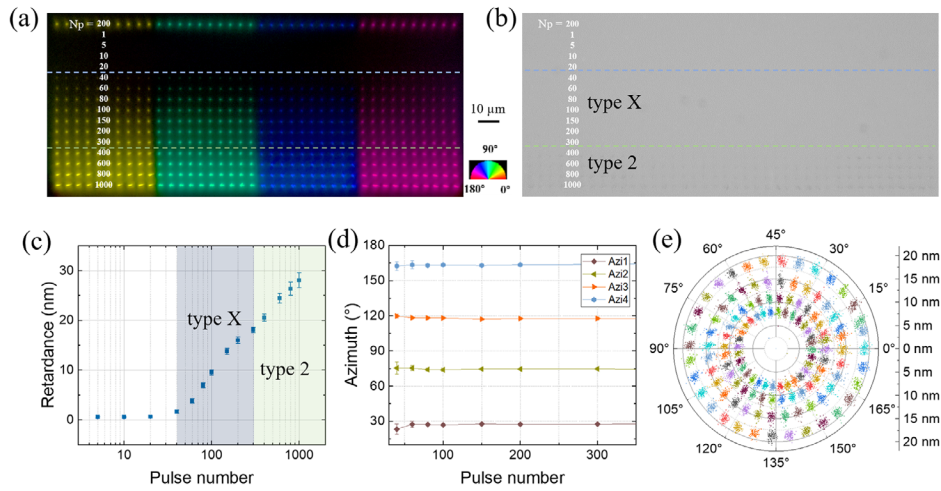 (a)
Np = 200
1
5
10
20
40
60
80
100
150
200
300
400
600
800
1000
10 µm
90°
180° 0°
(b)
Np = 200
1
5
10
20
40
60
80
100
150
200
300
400
600
800
1000
type X
type 2
(c)
Retardance (nm)
30
20
10
0
type X
type 2
10 100 1000
Pulse number
(d)
Azimuth (°)
180
150
120
90
60
30
Azi1
Azi2
Azi3
Azi4
100 200 300
Pulse number
(e)
45°
60° 30°
75° 15°
90° 0°
105° 165°
120° 150°
135°
20 nm
15 nm
10 nm
5 nm
0 nm
5 nm
10 nm
15 nm
20 nm